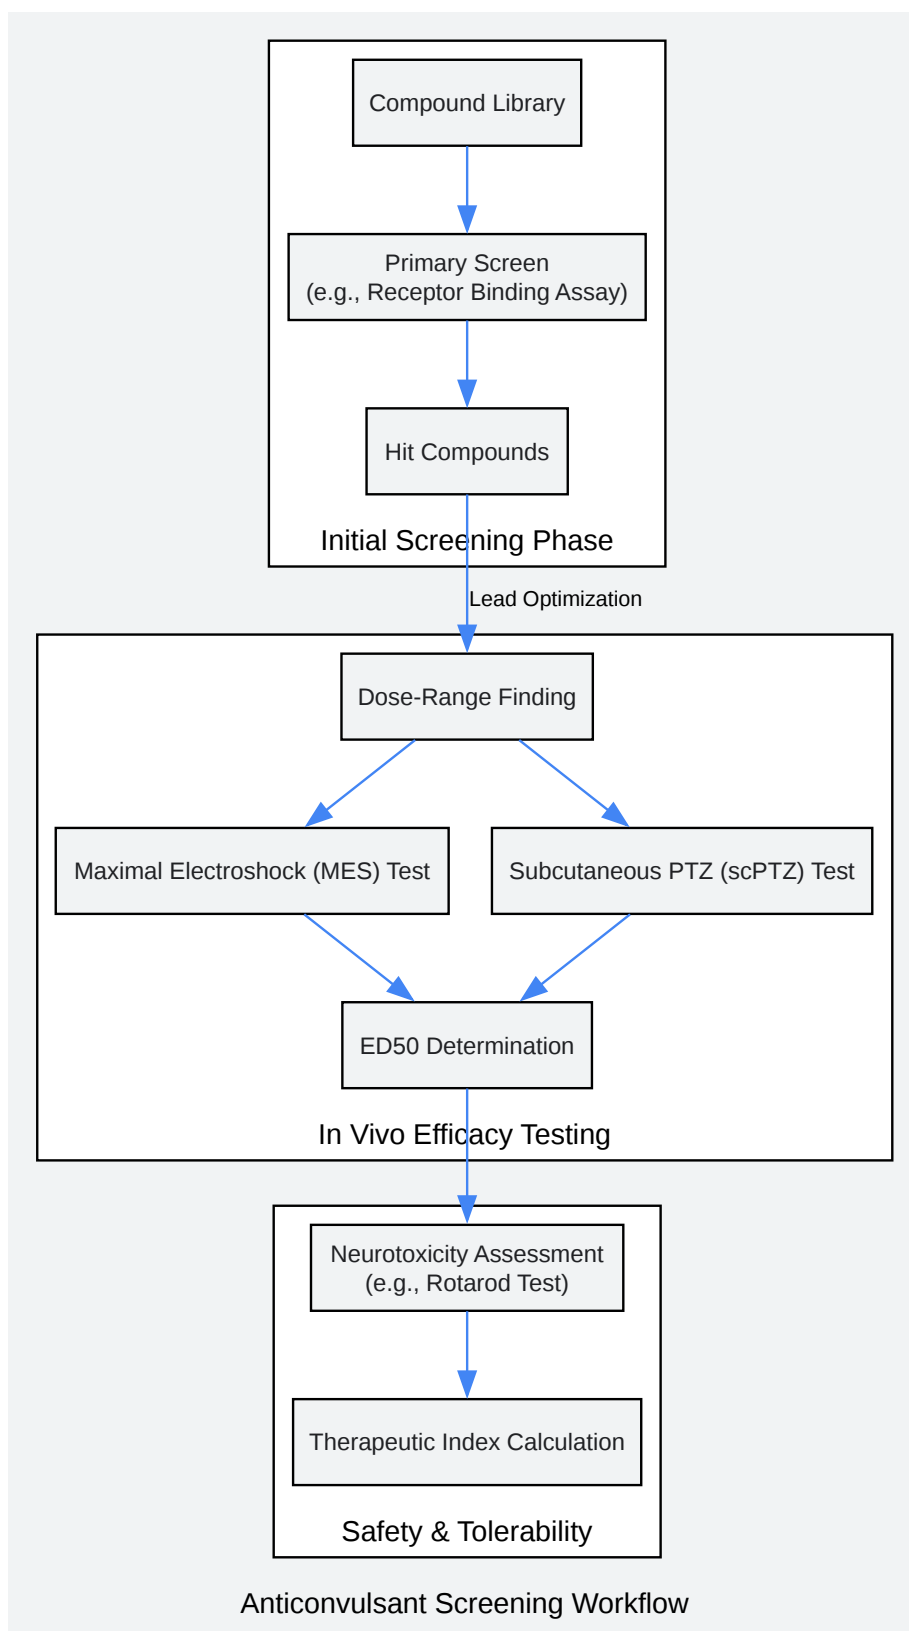 Compound Library
Primary Screen
(e.g., Receptor Binding Assay)
Hit Compounds
Initial Screening Phase
Lead Optimization
Dose-Range Finding
Maximal Electroshock (MES) Test
Subcutaneous PTZ (scPTZ) Test
ED50 Determination
In Vivo Efficacy Testing
Neurotoxicity Assessment
(e.g., Rotarod Test)
Therapeutic Index Calculation
Safety & Tolerability
Anticonvulsant Screening Workflow